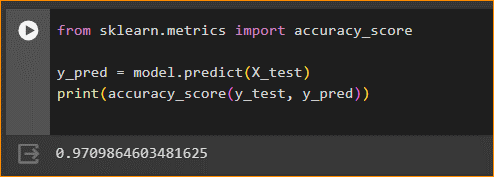 from sklearn.metrics import accuracy_score
y_pred = model.predict(X_test)
print(accuracy_score(y_test, y_pred))
0.9709864603481625